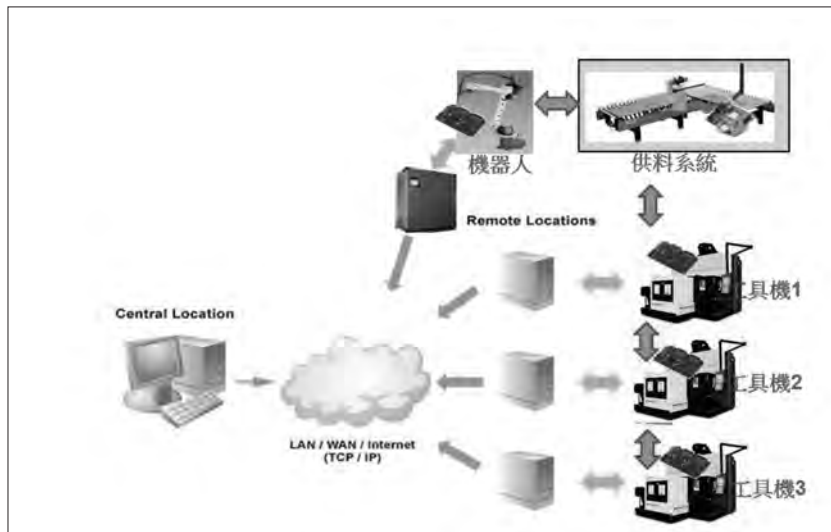 機器人
供料系統
Remote Locations
工具機1
Central Location
工具機2
LAN / WAN / Internet
(TCP / IP)
工具機3